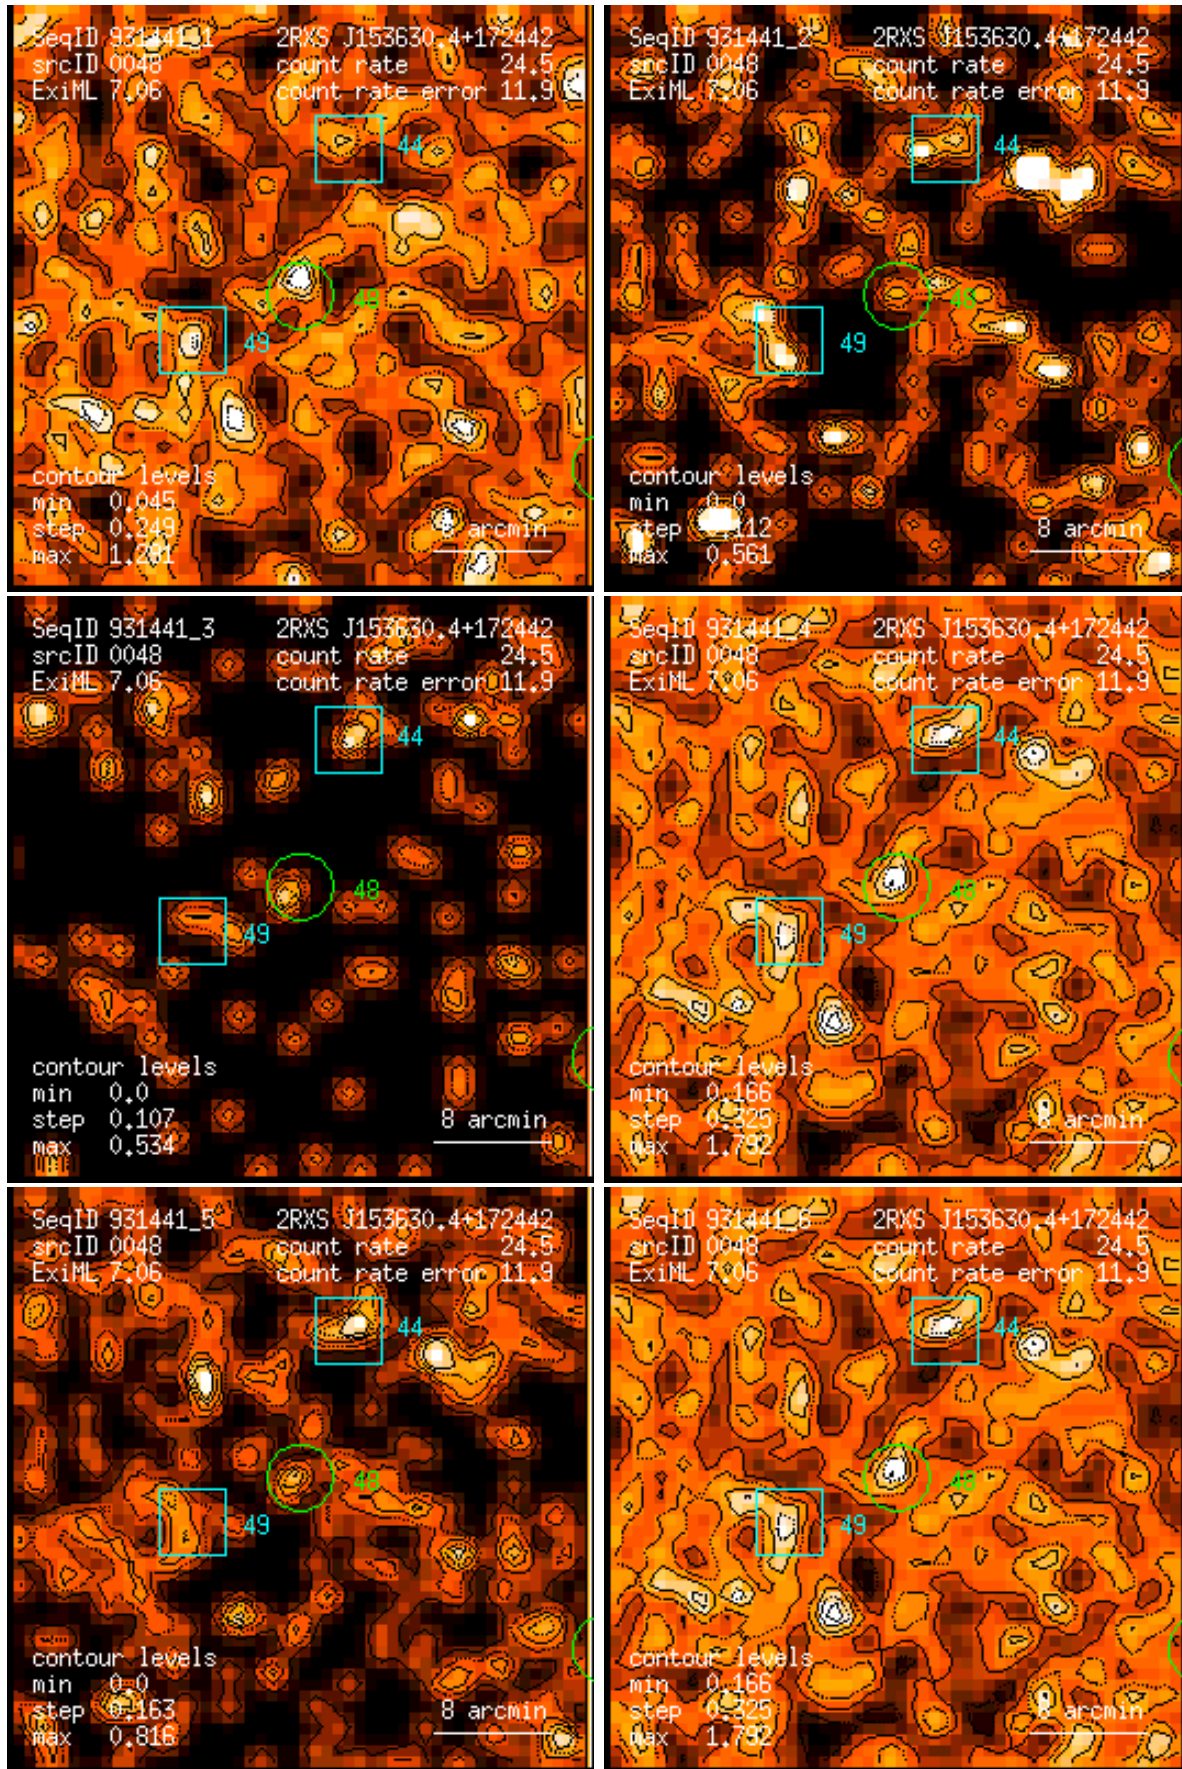 SeqID 931441_1 2RXS J153630.4+172442
srcID 0048 count rate 24.5
ExiML 7.06 count rate error 11.9
44
48
49
contour levels
min 0.045
step 0.249
max 1.281
8 arcmin
SeqID 931441_2 2RXS J153630.4+172442
srcID 0048 count rate 24.5
ExiML 7.06 count rate error 11.9
44
48
49
contour levels
min 0.0
step 0.112
max 0.561
8 arcmin
SeqID 931441_3 2RXS J153630.4+172442
srcID 0048 count rate 24.5
ExiML 7.06 count rate error 11.9
44
48
49
contour levels
min 0.0
step 0.107
max 0.534
8 arcmin
SeqID 931441_4 2RXS J153630.4+172442
srcID 0048 count rate 24.5
ExiML 7.06 count rate error 11.9
44
48
49
contour levels
min 0.166
step 0.325
max 1.792
8 arcmin
SeqID 931441_5 2RXS J153630.4+172442
srcID 0048 count rate 24.5
ExiML 7.06 count rate error 11.9
44
48
49
contour levels
min 0.0
step 0.163
max 0.816
8 arcmin
SeqID 931441_6 2RXS J153630.4+172442
srcID 0048 count rate 24.5
ExiML 7.06 count rate error 11.9
44
48
49
contour levels
min 0.166
step 0.325
max 1.792
8 arcmin